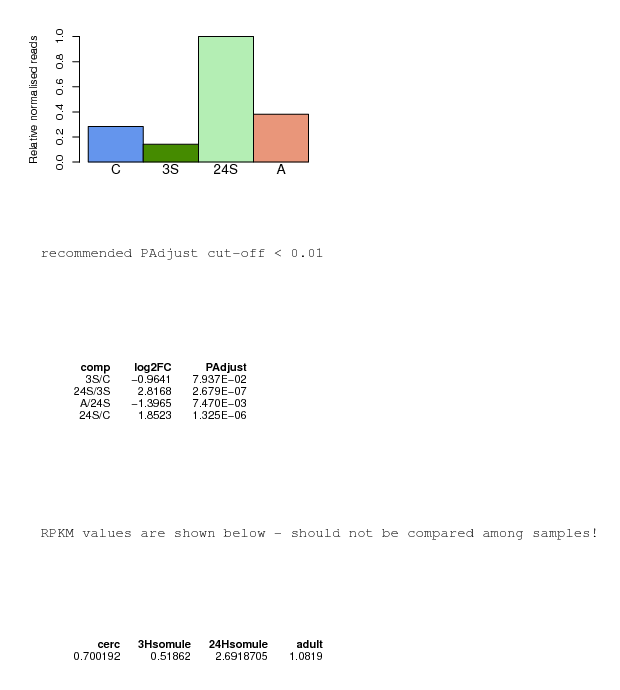 Relative normalised reads
1.0
0.8
0.6
0.4
0.2
0.0
C 3S 24S A
recommended PAdjust cut-off < 0.01
comp log2FC PAdjust
3S/C −0.9641 7.937E−02
24S/3S 2.8168 2.679E−07
A/24S −1.3965 7.470E−03
24S/C 1.8523 1.325E−06
RPKM values are shown below - should not be compared among samples!
cerc 3Hsomule 24Hsomule adult
0.700192 0.51862 2.6918705 1.0819